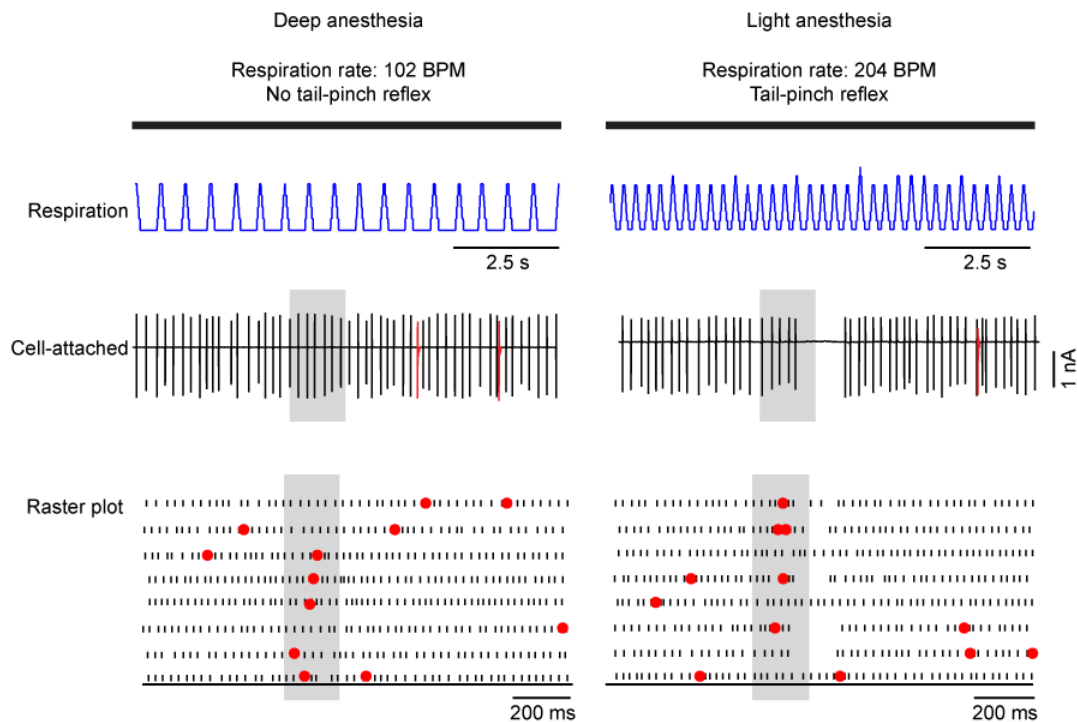 Deep anesthesia
Light anesthesia
Respiration rate: 102 BPM
No tail-pinch reflex
Respiration rate: 204 BPM
Tail-pinch reflex
Respiration
2.5 s
2.5 s
Cell-attached
1 nA
Raster plot
200 ms
200 ms